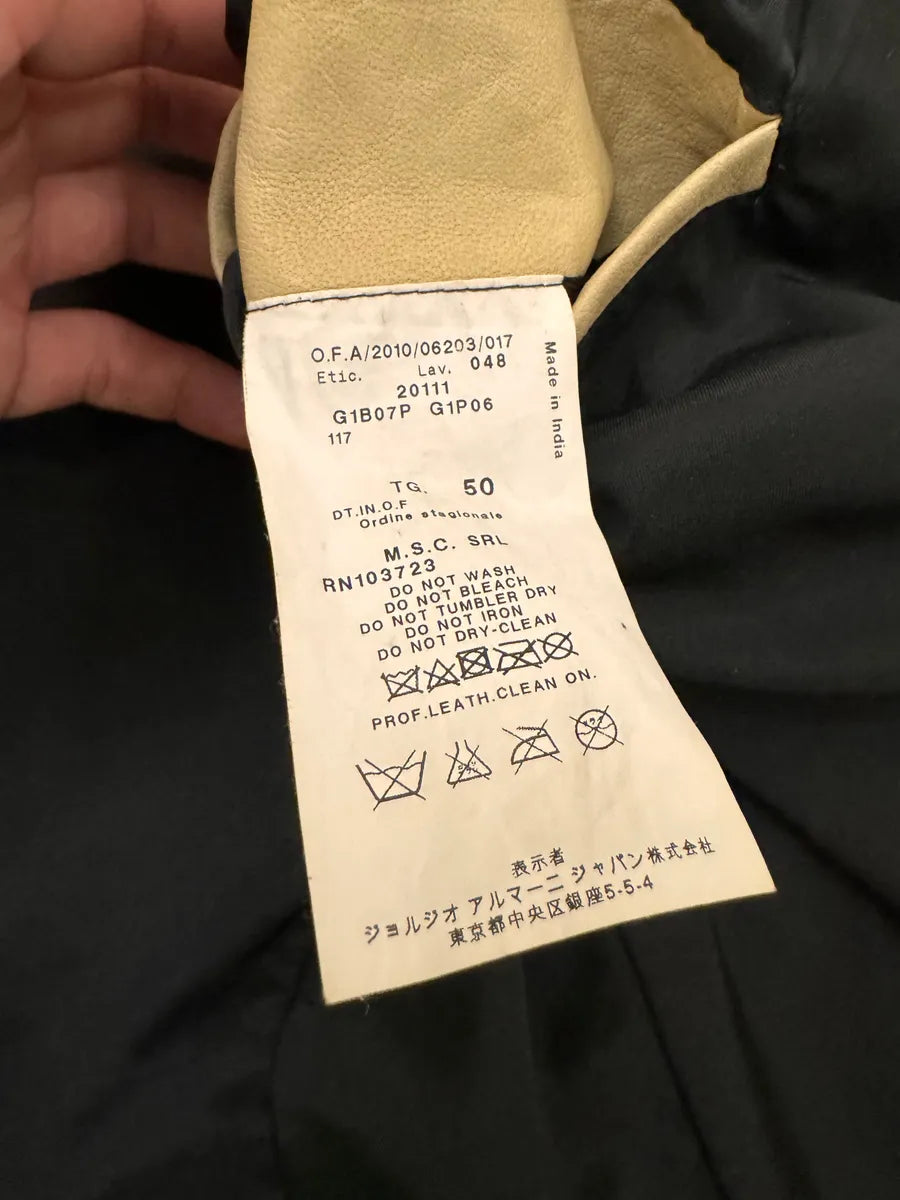 O.F.A/2010/06203/017
Etic. Lav. 048
20111
G1B07P G1P06
117
Made in India
TG. 50
DT.IN.O.F
Ordine stagionale
M.S.C. SRL
RN103723
DO NOT WASH
DO NOT BLEACH
DO NOT TUMBLER DRY
DO NOT IRON
DO NOT DRY-CLEAN
PROF.LEATH.CLEAN ON.
表示者
ジョルジオ アルマーニ ジャパン株式会社
東京都中央区銀座5-5-4